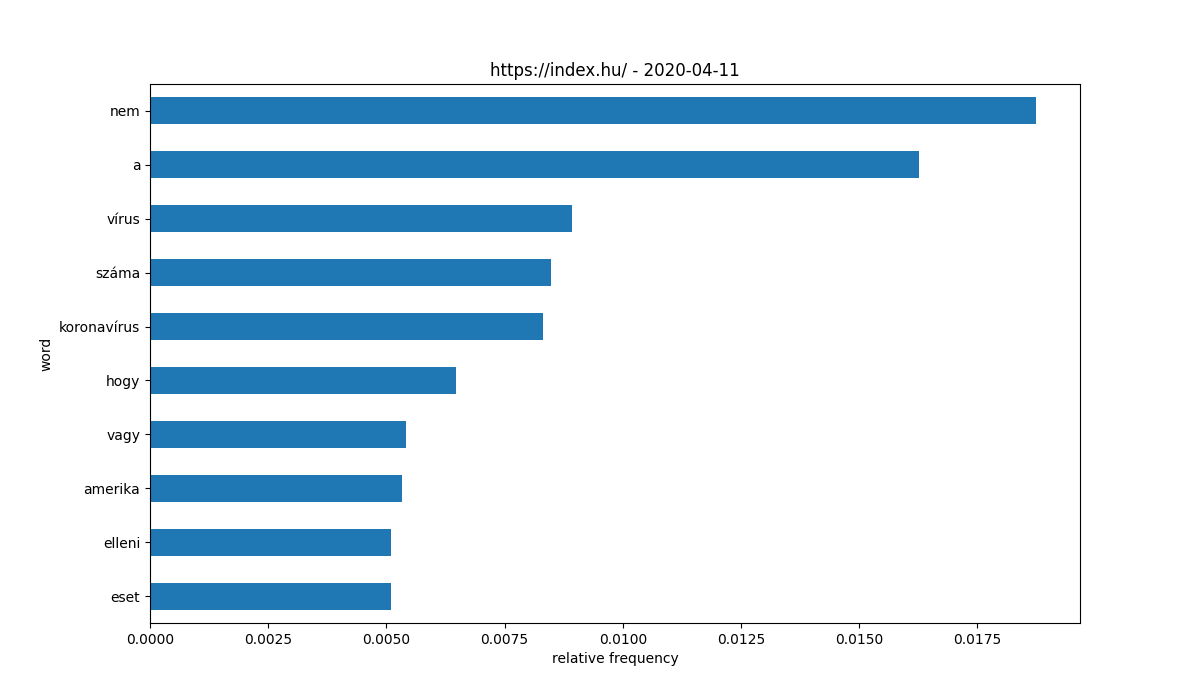 https://index.hu/ - 2020-04-11
nem
a
vírus
száma
koronavírus
hogy
vagy
amerika
elleni
eset
word
0.0000 0.0025 0.0050 0.0075 0.0100 0.0125 0.0150 0.0175
relative frequency